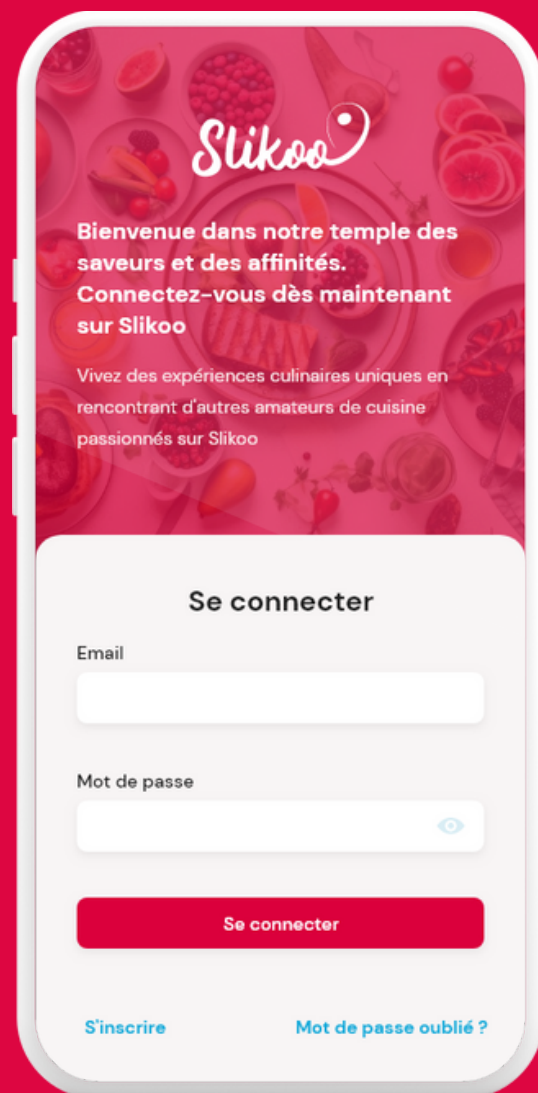 Slikoo
Bienvenue dans notre temple des
saveurs et des affinités.
Connectez-vous dès maintenant
sur Slikoo
Vivez des expériences culinaires uniques en
rencontrant d'autres amateurs de cuisine
passionnés sur Slikoo
Se connecter
Email
Mot de passe
Se connecter
S'inscrire
Mot de passe oublié ?